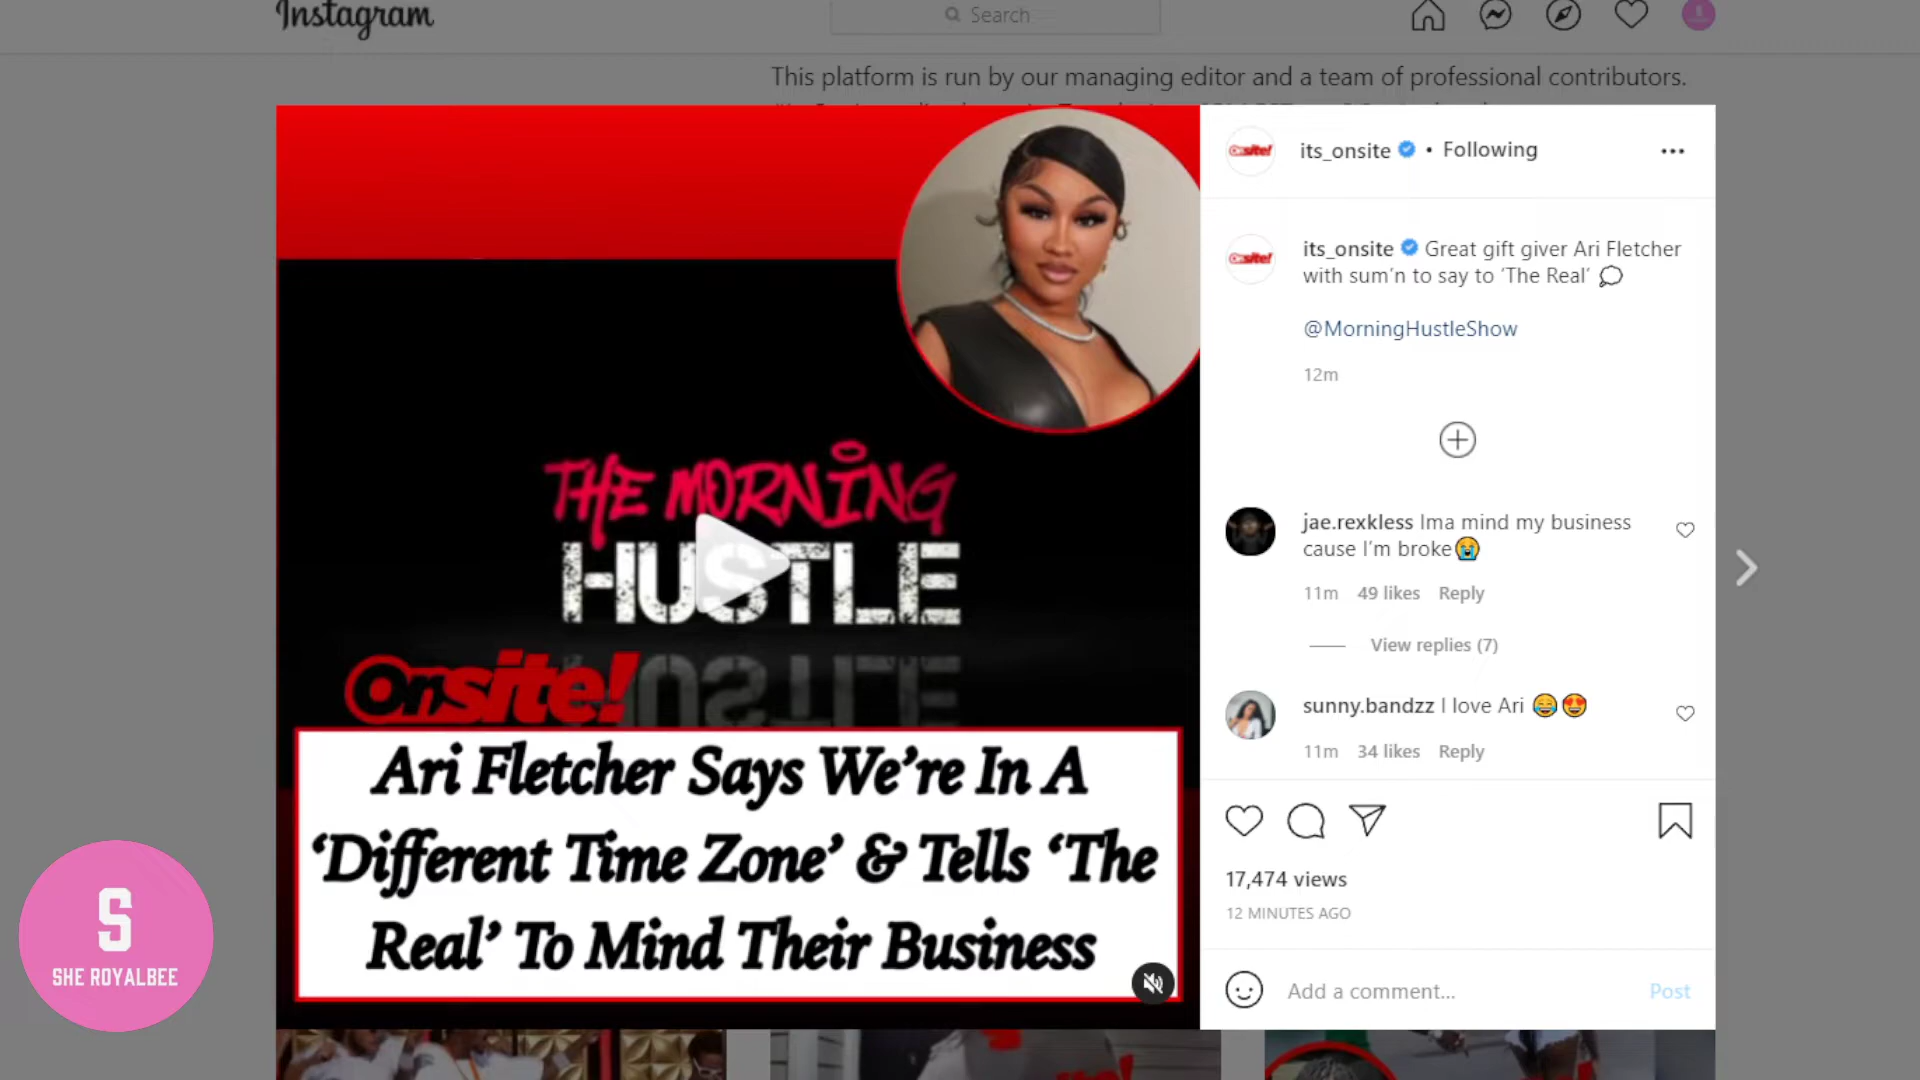 Instagram
Search
This platform is run by our managing editor and a team of professional contributors.
its_onsite • Following
Onsite!
Onsite!
its_onsite Great gift giver Ari Fletcher
with sum’n to say to ‘The Real’
@MorningHustleShow
12m
THE MORNING
HUSTLE
Onsite!
Ari Fletcher Says We’re In A
‘Different Time Zone’ & Tells ‘The
Real’ To Mind Their Business
jae.rexkless Ima mind my business
cause I’m broke😭
11m 49 likes Reply
View replies (7)
sunny.bandzz I love Ari 😂😍
11m 34 likes Reply
17,474 views
12 MINUTES AGO
Add a comment... Post
S
SHE ROYALBEE